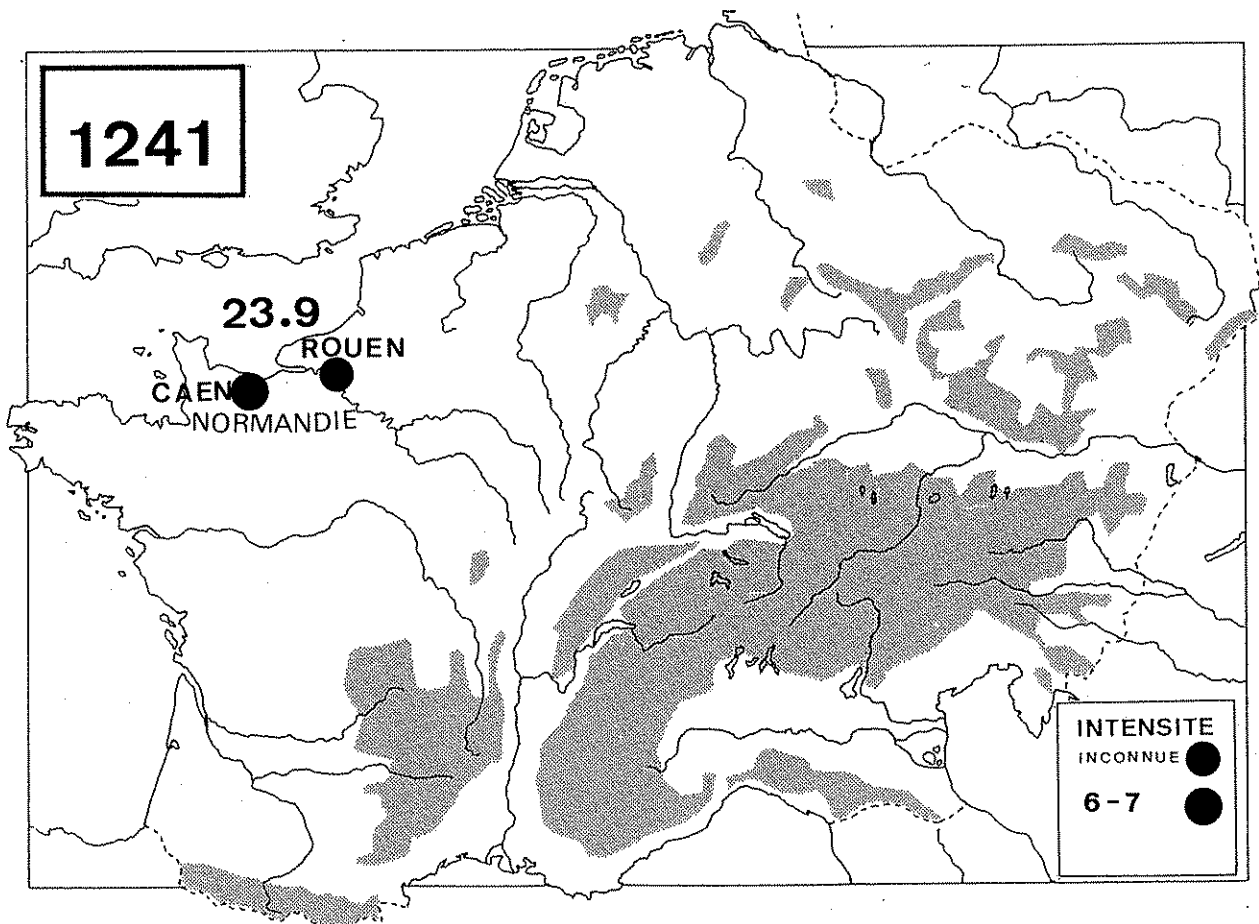 1241
23.9
ROUEN
CAEN
NORMANDIE
INTENSITE
INCONNUE
6-7